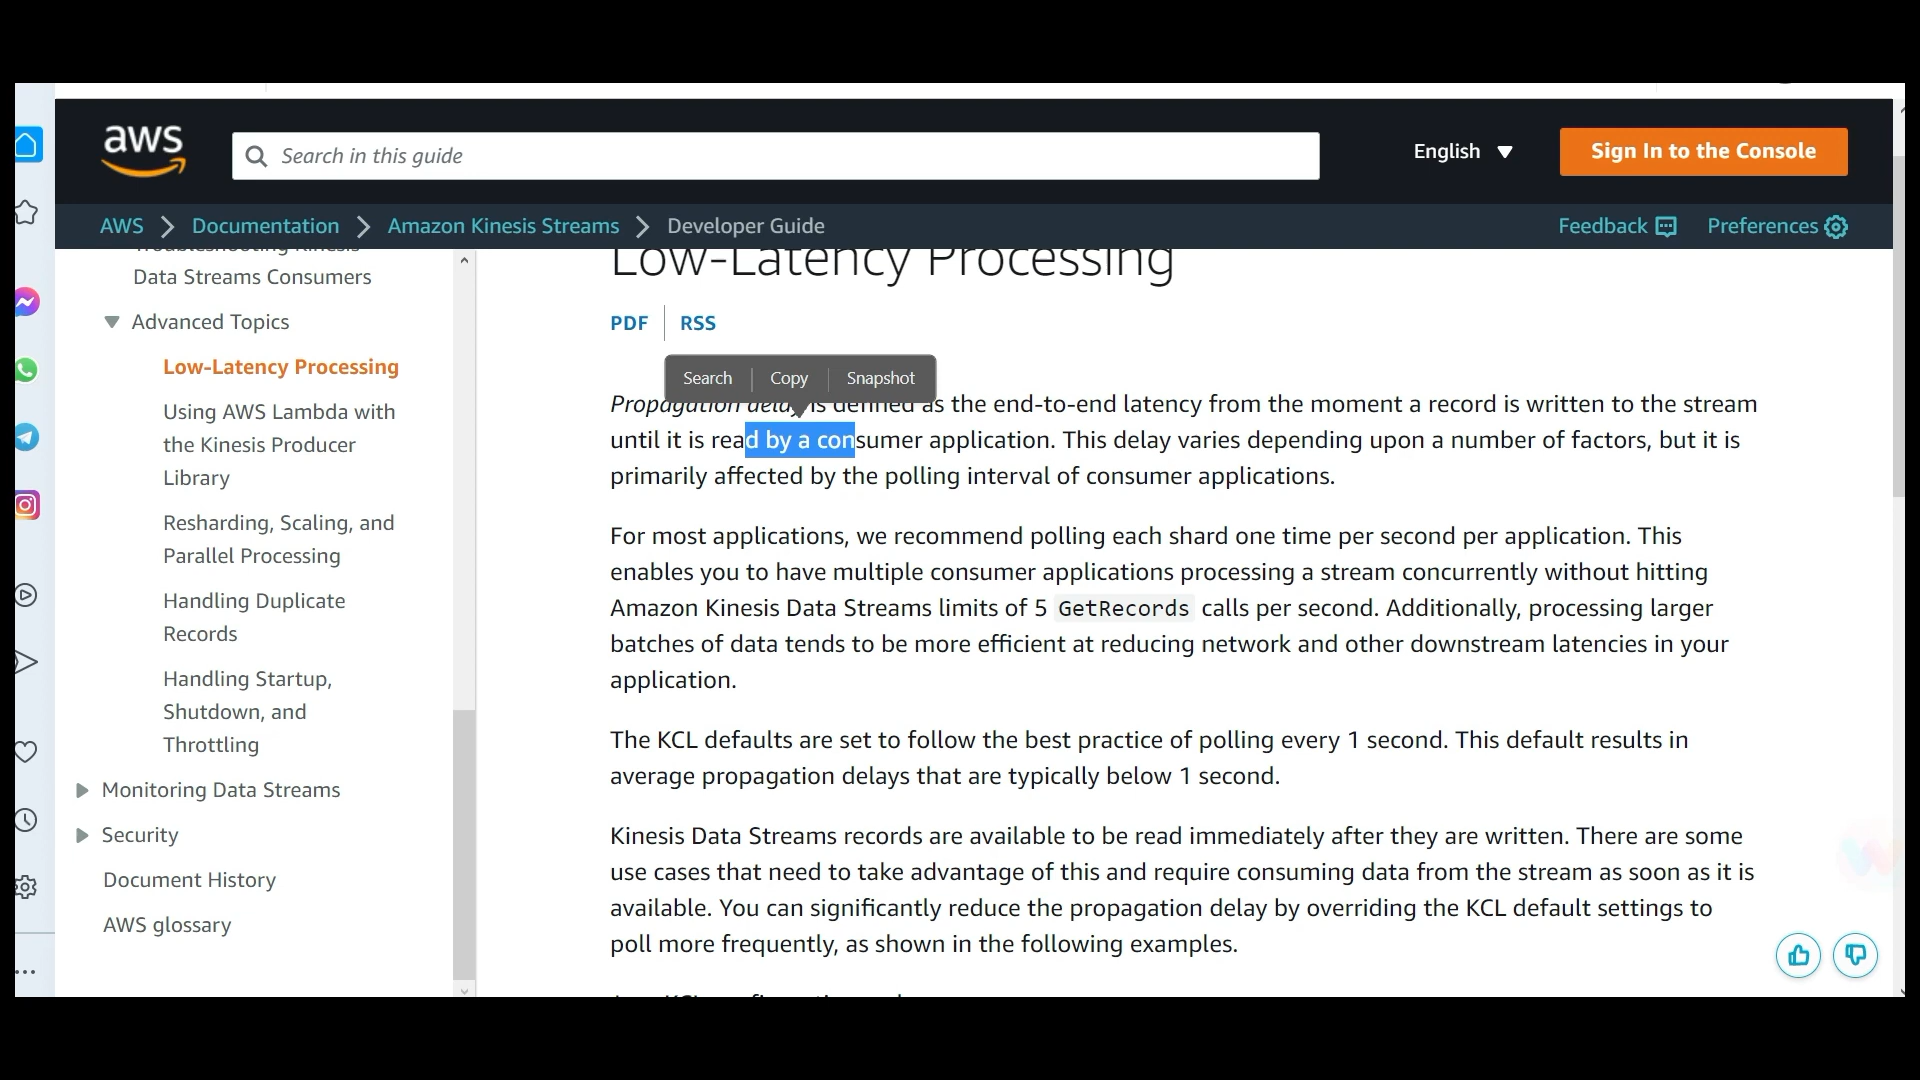 aws
Search in this guide
English
Sign In to the Console
AWS
Documentation
Amazon Kinesis Streams
Developer Guide
Feedback
Preferences
Troubleshooting Kinesis
Data Streams Consumers
Advanced Topics
Low-Latency Processing
Using AWS Lambda with
the Kinesis Producer
Library
Resharding, Scaling, and
Parallel Processing
Handling Duplicate
Records
Handling Startup,
Shutdown, and
Throttling
Monitoring Data Streams
Security
Document History
AWS glossary
Low-Latency Processing
PDF
RSS
Search
Copy
Snapshot
Propagation delay is defined as the end-to-end latency from the moment a record is written to the stream
until it is read by a consumer application. This delay varies depending upon a number of factors, but it is
primarily affected by the polling interval of consumer applications.
For most applications, we recommend polling each shard one time per second per application. This
enables you to have multiple consumer applications processing a stream concurrently without hitting
Amazon Kinesis Data Streams limits of 5 GetRecords calls per second. Additionally, processing larger
batches of data tends to be more efficient at reducing network and other downstream latencies in your
application.
The KCL defaults are set to follow the best practice of polling every 1 second. This default results in
average propagation delays that are typically below 1 second.
Kinesis Data Streams records are available to be read immediately after they are written. There are some
use cases that need to take advantage of this and require consuming data from the stream as soon as it is
available. You can significantly reduce the propagation delay by overriding the KCL default settings to
poll more frequently, as shown in the following examples.